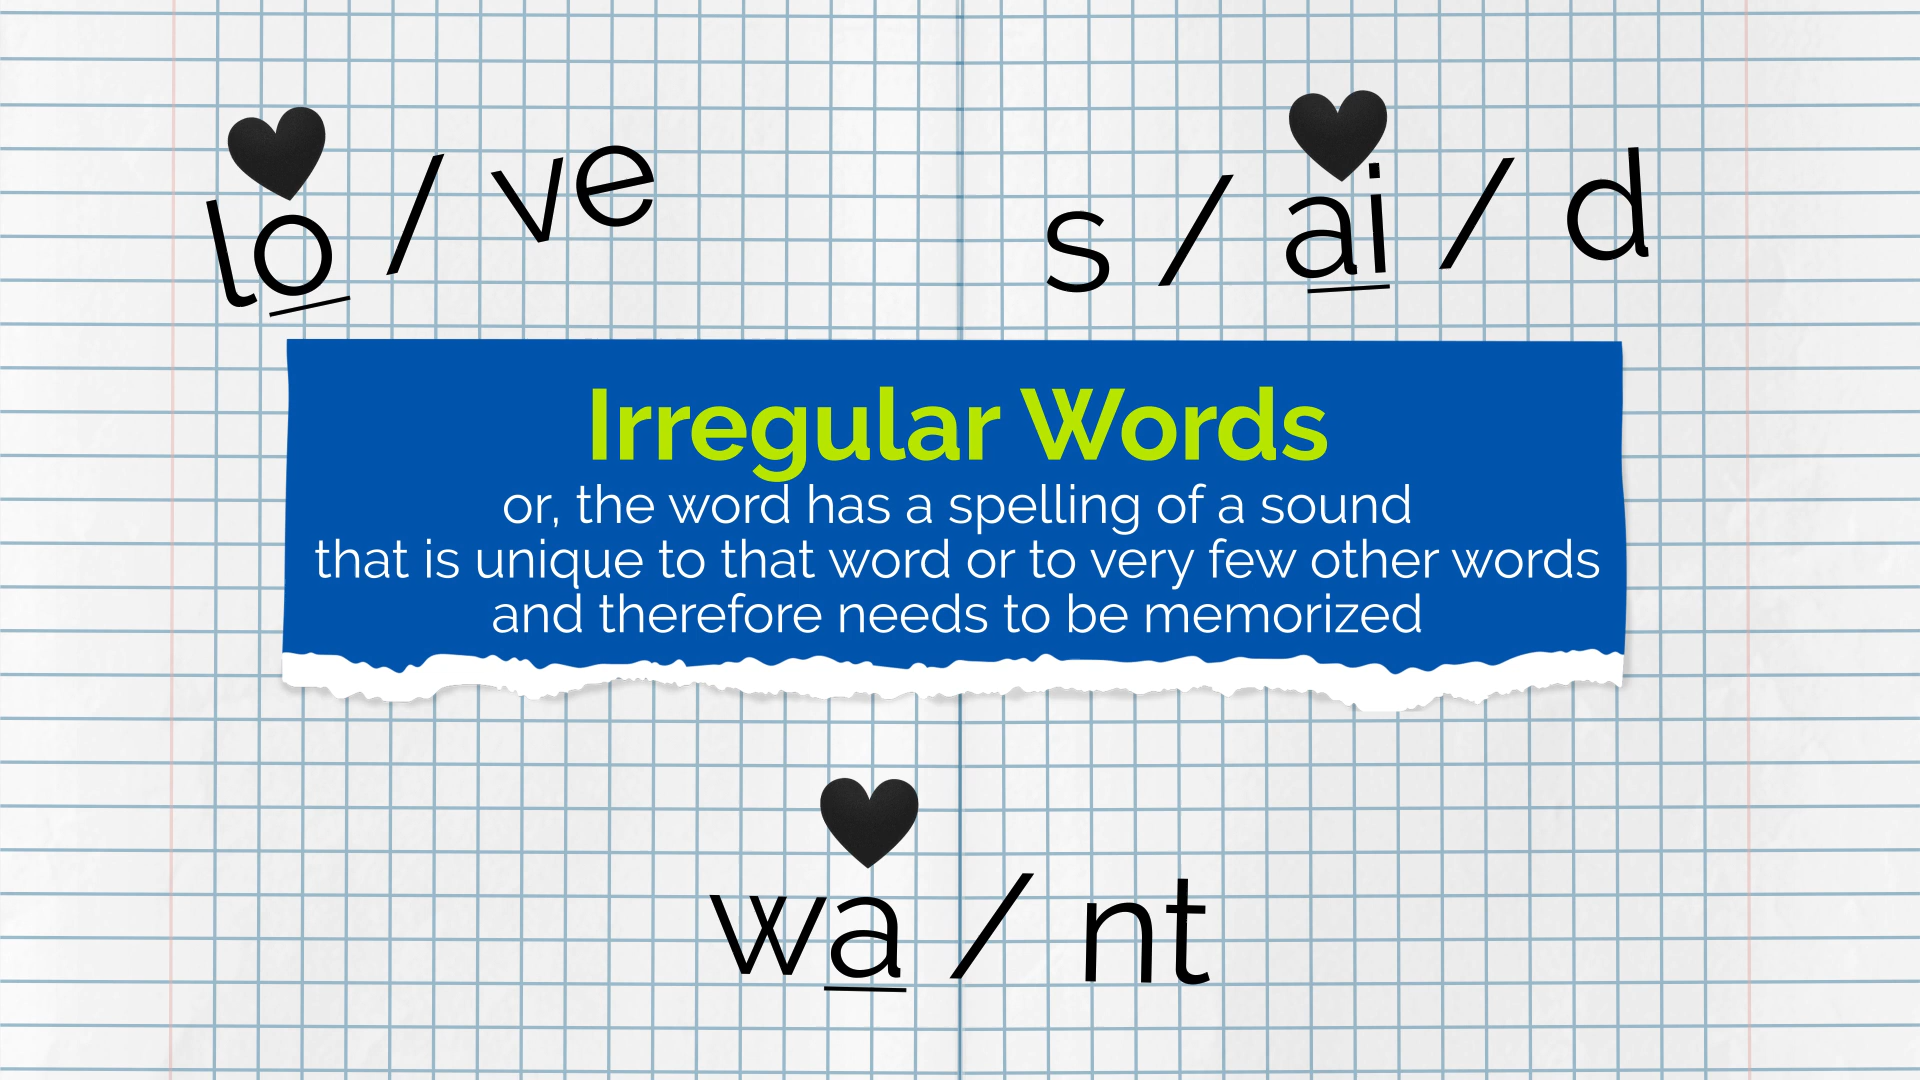 lo / ve
s / ai / d
Irregular Words
or, the word has a spelling of a sound
that is unique to that word or to very few other words
and therefore needs to be memorized
wa / nt